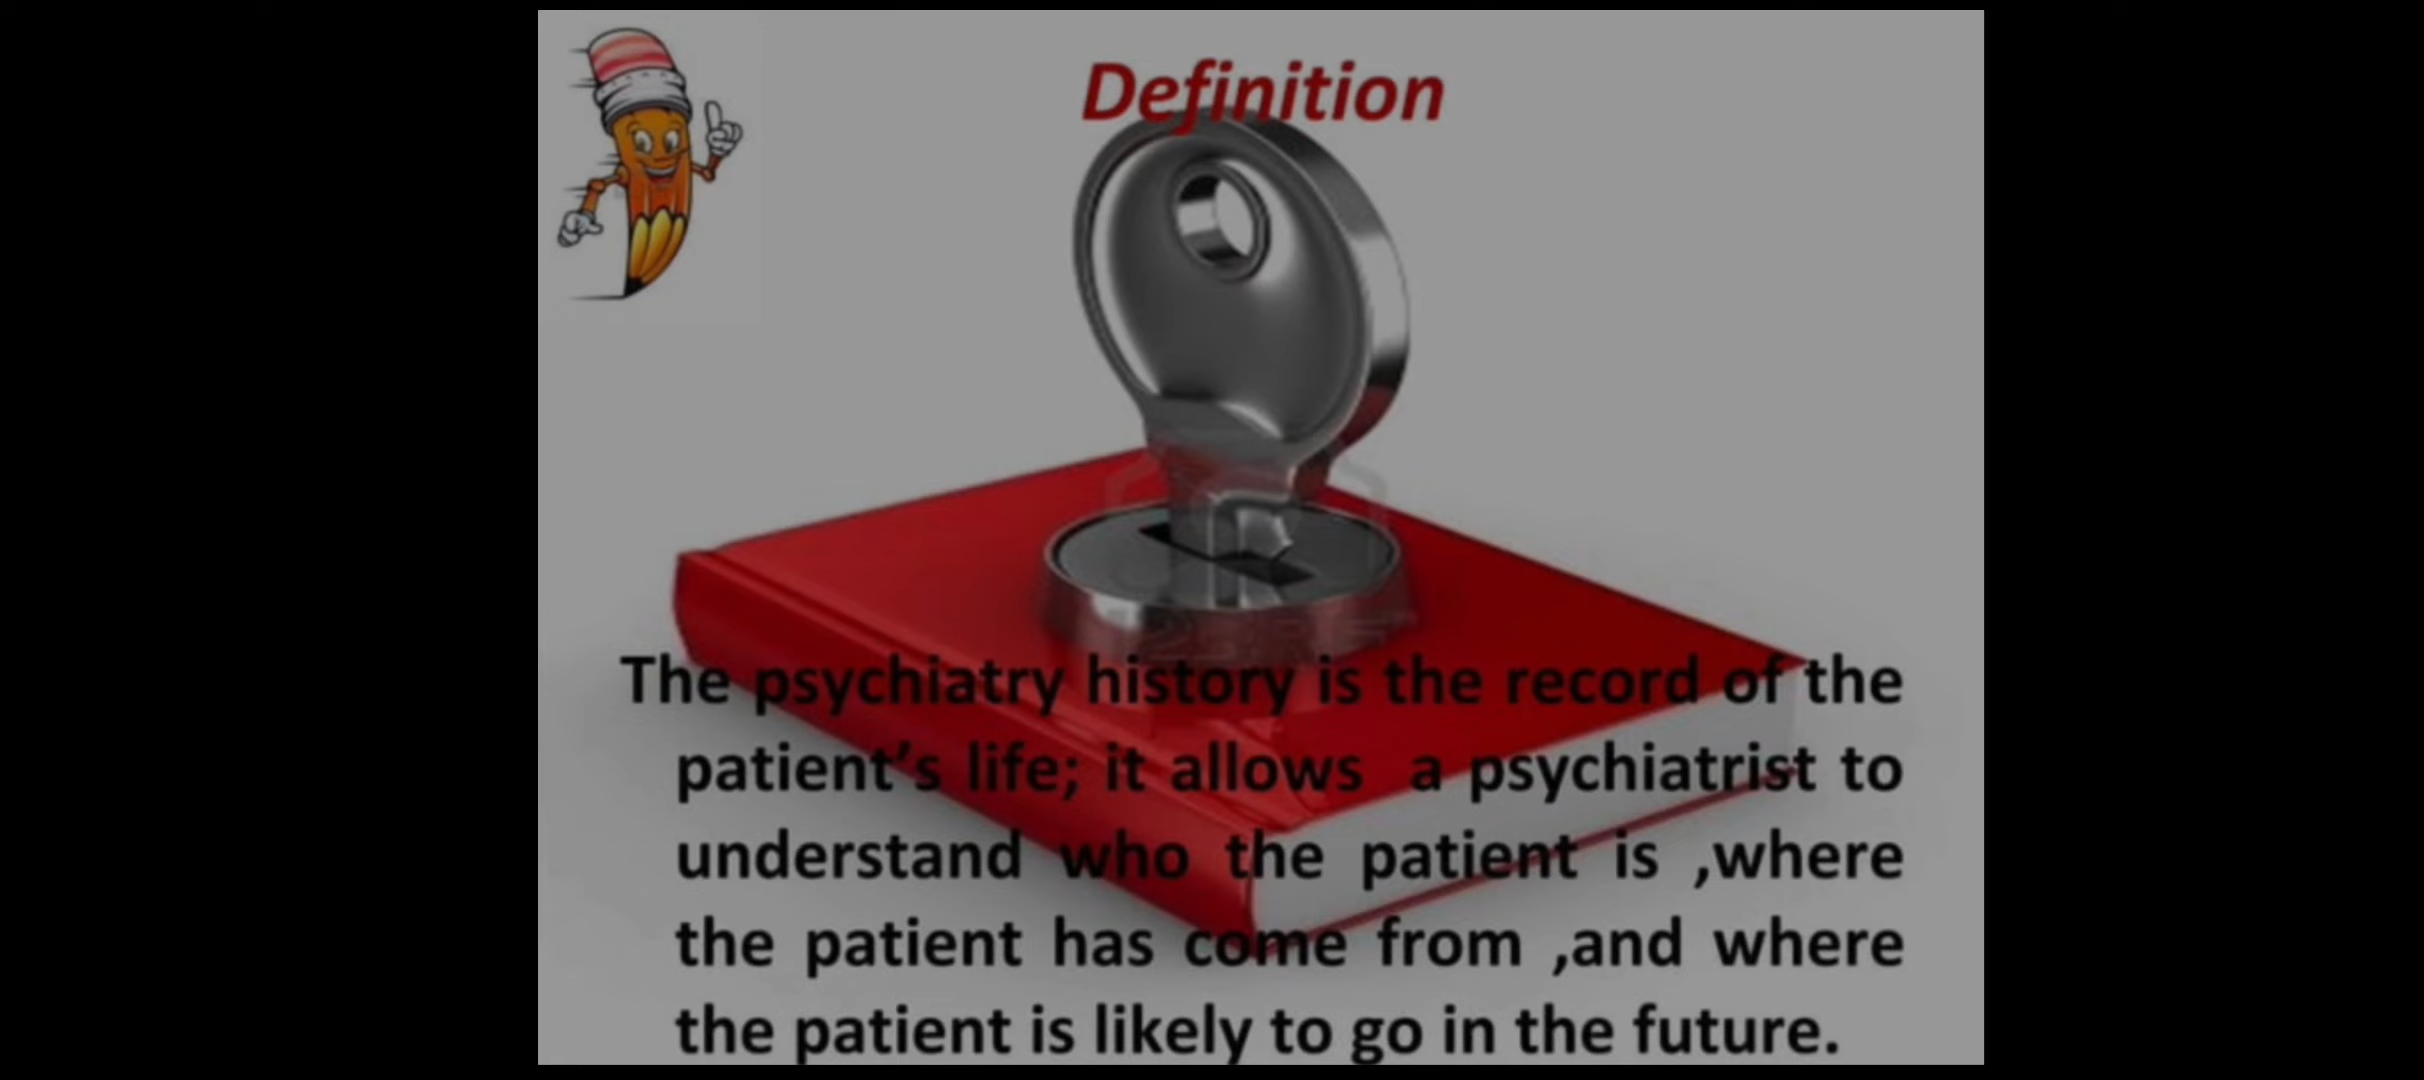 Definition
The psychiatry history is the record of the
patient's life; it allows a psychiatrist to
understand who the patient is ,where
the patient has come from ,and where
the patient is likely to go in the future.